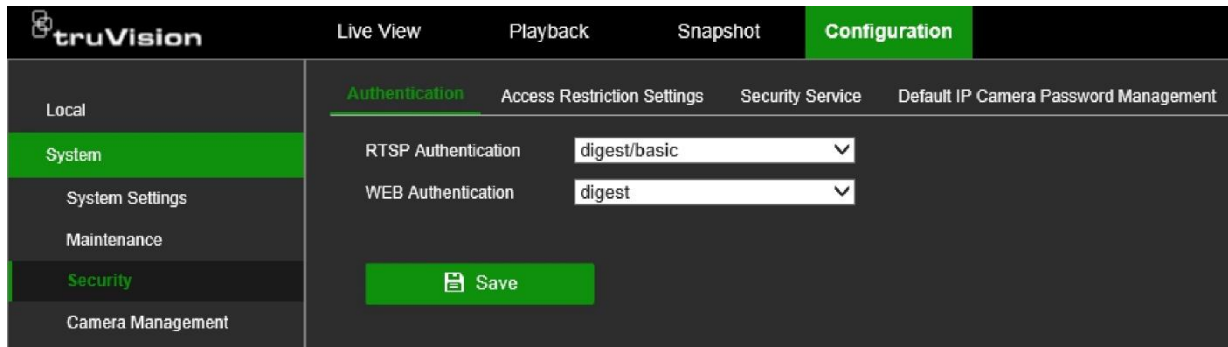 truVision Live View Playback Snapshot Configuration
Local
Authentication Access Restriction Settings Security Service Default IP Camera Password Management
System
RTSP Authentication digest/basic
System Settings
WEB Authentication digest
Maintenance
Security
Save
Camera Management